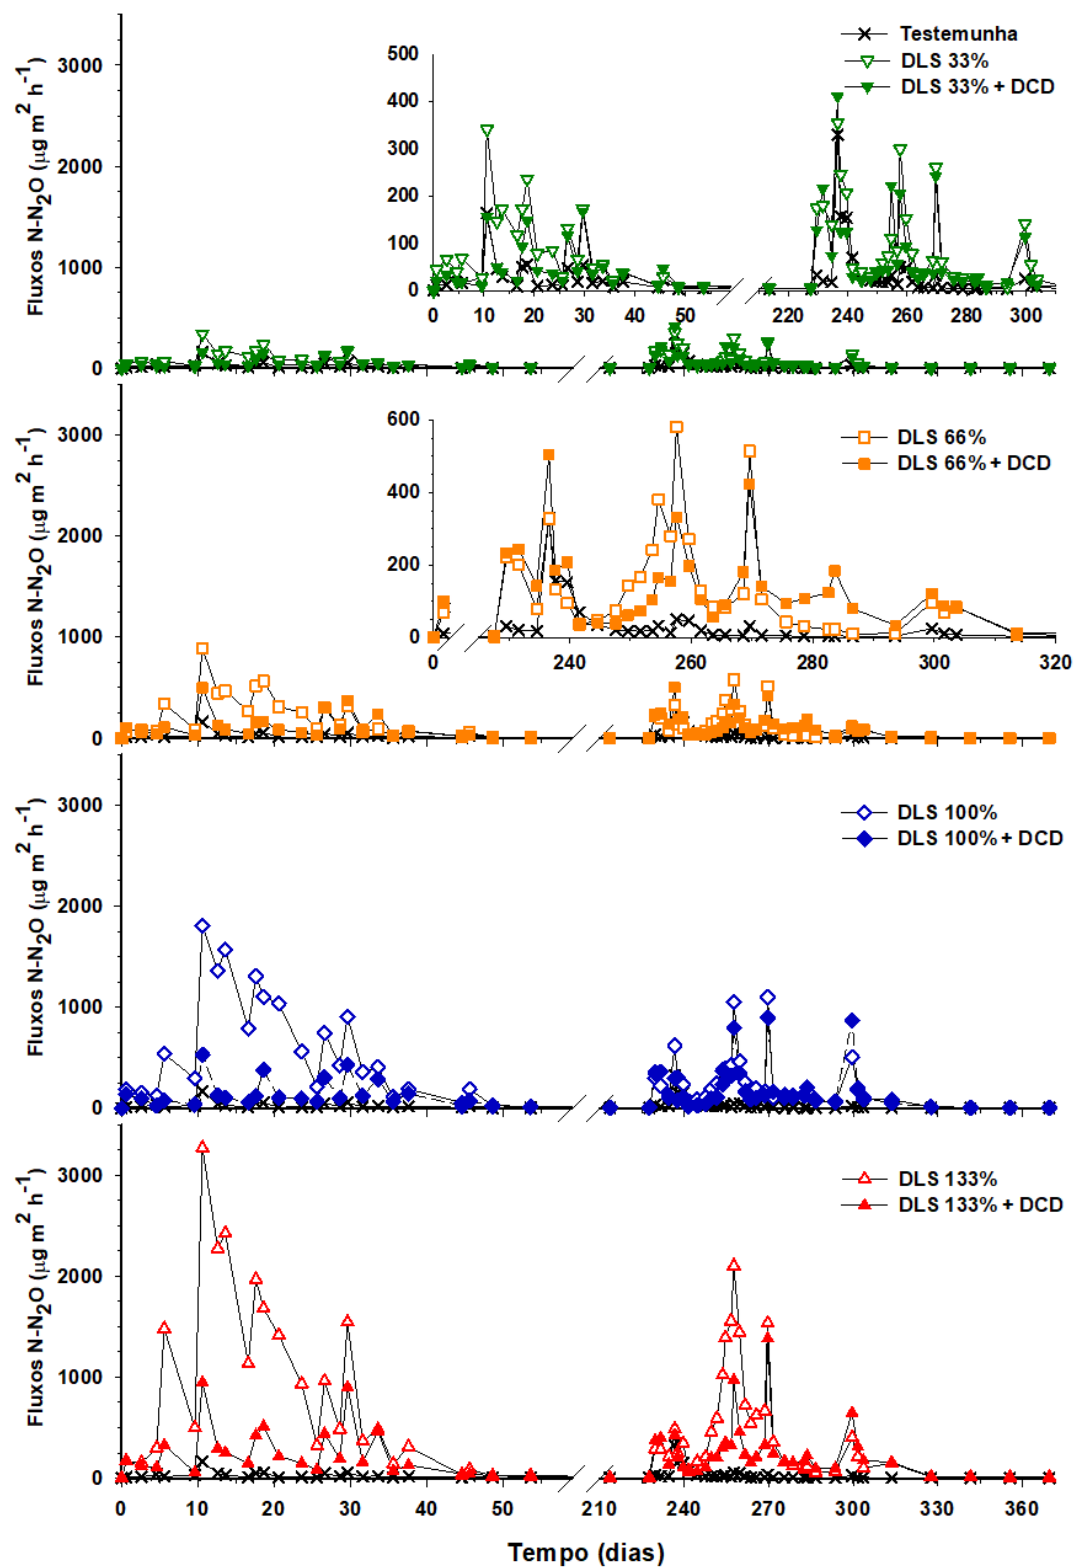 Testemunha
DLS 33%
DLS 33% + DCD
Fluxos N-N₂O (µg m² h⁻¹)
3000
2000
1000
0
500
400
300
200
100
0
0 10 20 30 40 50 220 240 260 280 300
DLS 66%
DLS 66% + DCD
Fluxos N-N₂O (µg m² h⁻¹)
3000
2000
1000
0
600
400
200
0
0 240 260 280 300 320
DLS 100%
DLS 100% + DCD
Fluxos N-N₂O (µg m² h⁻¹)
3000
2000
1000
0
DLS 133%
DLS 133% + DCD
Fluxos N-N₂O (µg m² h⁻¹)
3000
2000
1000
0
0 10 20 30 40 50 210 240 270 300 330 360
Tempo (dias)